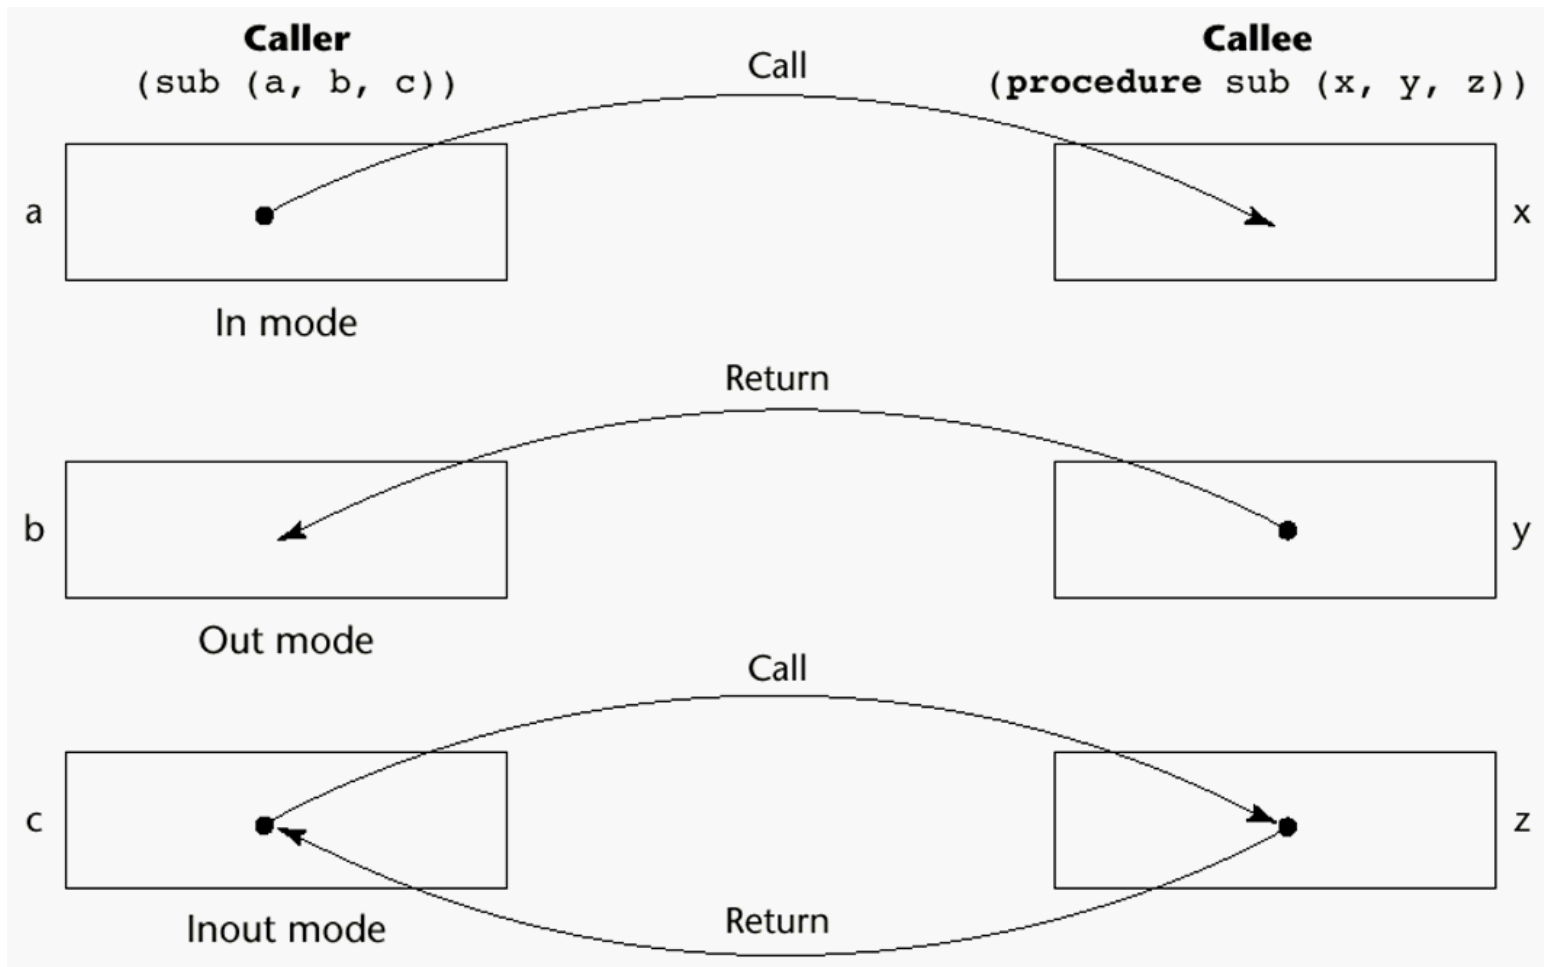 Caller
Callee
(sub (a, b, c))
Call
(procedure sub (x, y, z))
a
x
In mode
Return
b
y
Out mode
Call
c
z
Inout mode
Return